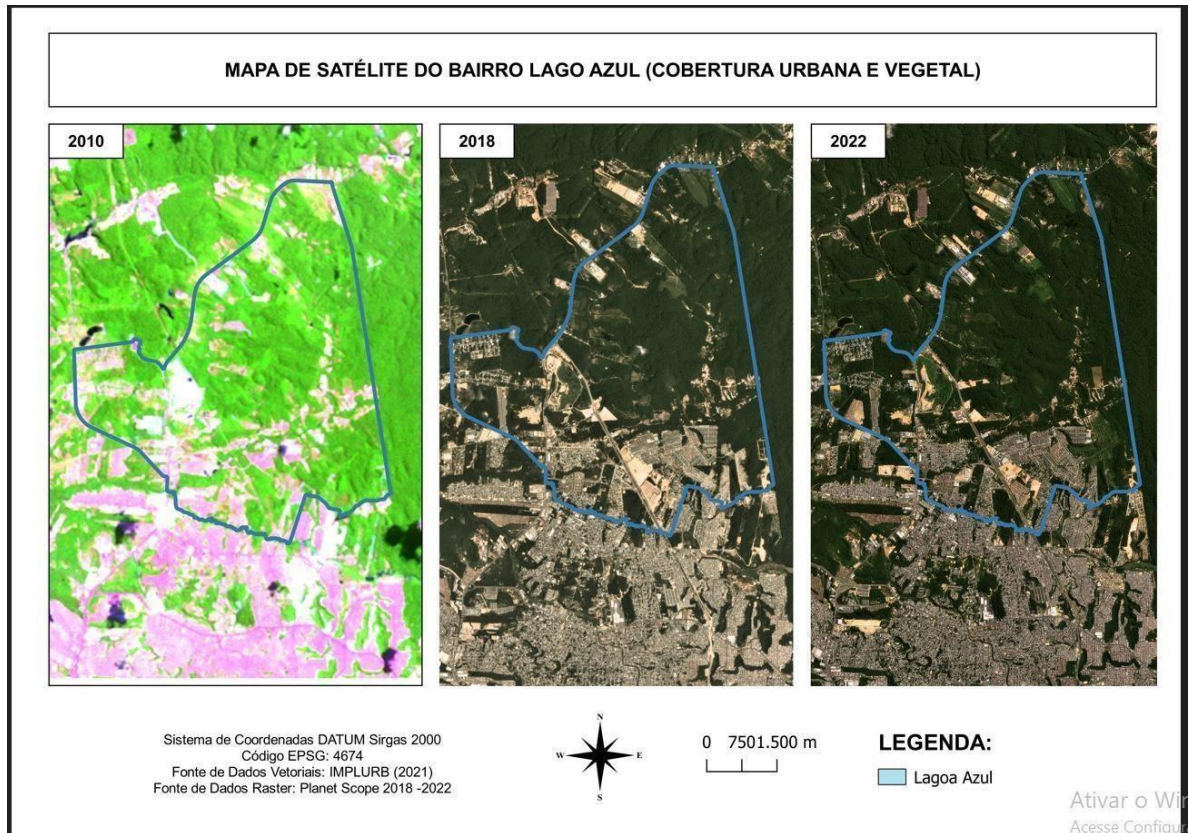 MAPA DE SATÉLITE DO BAIRRO LAGO AZUL (COBERTURA URBANA E VEGETAL)
2010
2018
2022
Sistema de Coordenadas DATUM Sirgas 2000
Código EPSG: 4674
Fonte de Dados Vetoriais: IMPLURB (2021)
Fonte de Dados Raster: Planet Scope 2018 -2022
N
W
E
S
0 7501.500 m
LEGENDA:
Lagoa Azul
Ativar o Wi
Acesse Configur